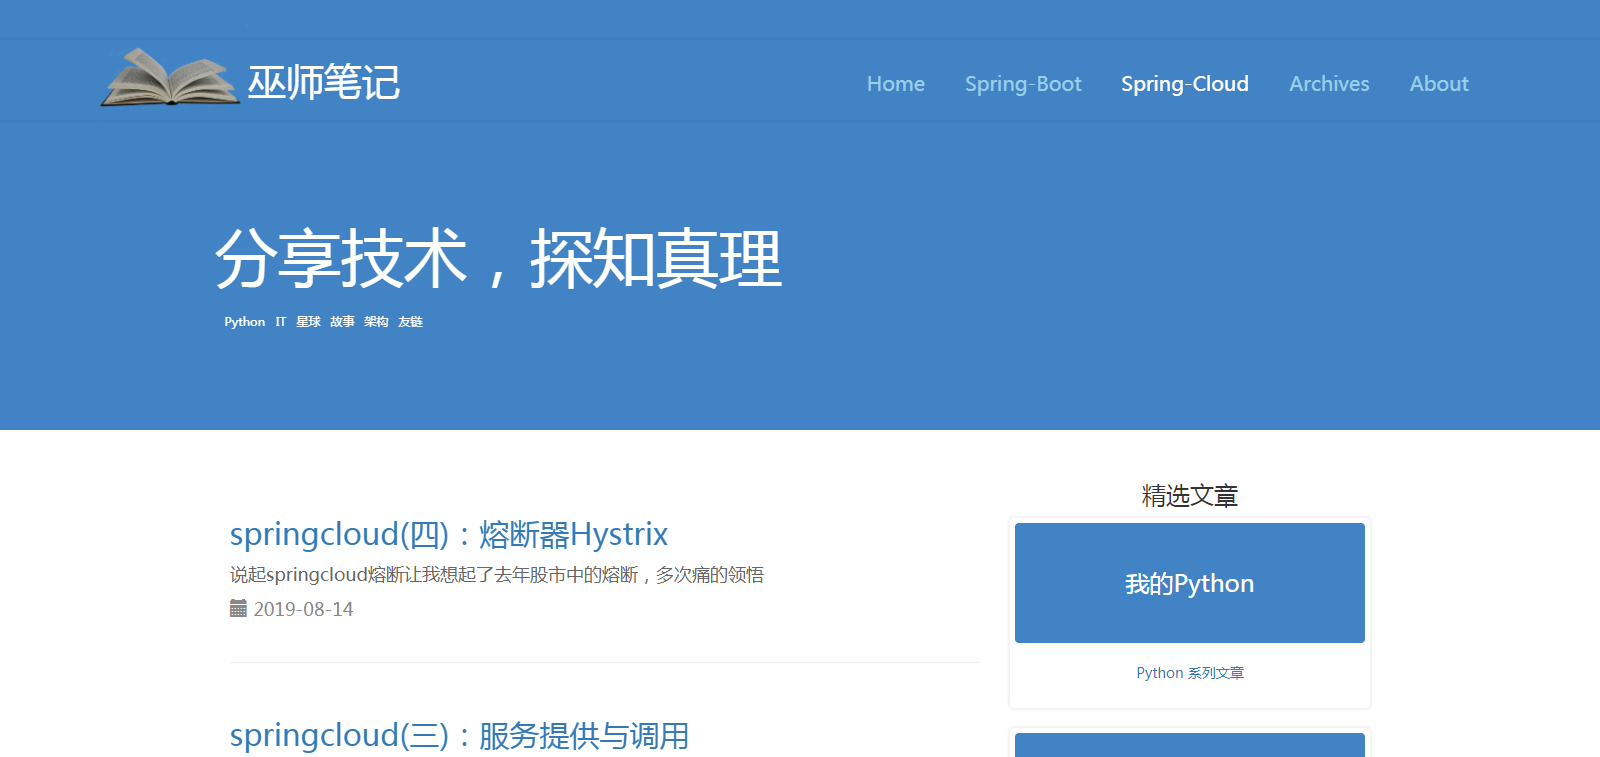 巫师笔记
Home Spring-Boot Spring-Cloud Archives About
分享技术，探知真理
Python IT 星球 故事 架构 友链
springcloud(四)：熔断器Hystrix
说起springcloud熔断让我想起了去年股市中的熔断，多次痛的领悟
2019-08-14
springcloud(三)：服务提供与调用
精选文章
我的Python
Python 系列文章